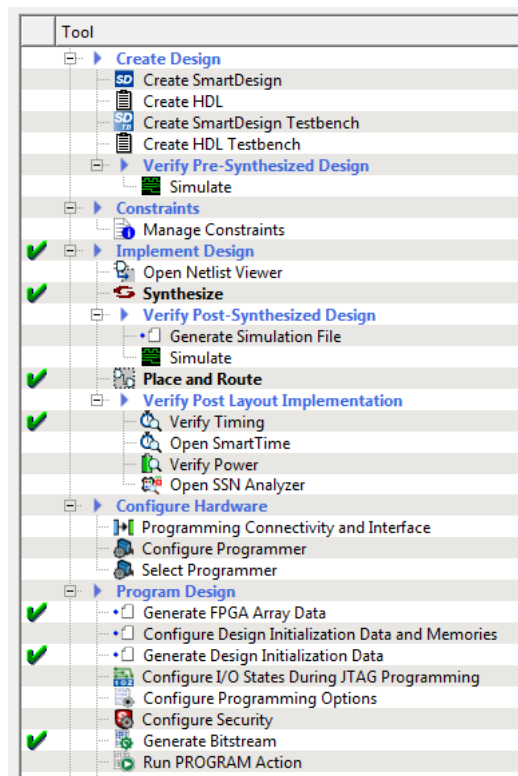 Tool
Create Design
SD Create SmartDesign
Create HDL
SD TB Create SmartDesign Testbench
Create HDL Testbench
Verify Pre-Synthesized Design
Simulate
Constraints
Manage Constraints
Implement Design
Open Netlist Viewer
Synthesize
Verify Post-Synthesized Design
Generate Simulation File
Simulate
Place and Route
Verify Post Layout Implementation
Verify Timing
Open SmartTime
Verify Power
Open SSN Analyzer
Configure Hardware
Programming Connectivity and Interface
Configure Programmer
Select Programmer
Program Design
Generate FPGA Array Data
Configure Design Initialization Data and Memories
Generate Design Initialization Data
Configure I/O States During JTAG Programming
Configure Programming Options
Configure Security
Generate Bitstream
Run PROGRAM Action